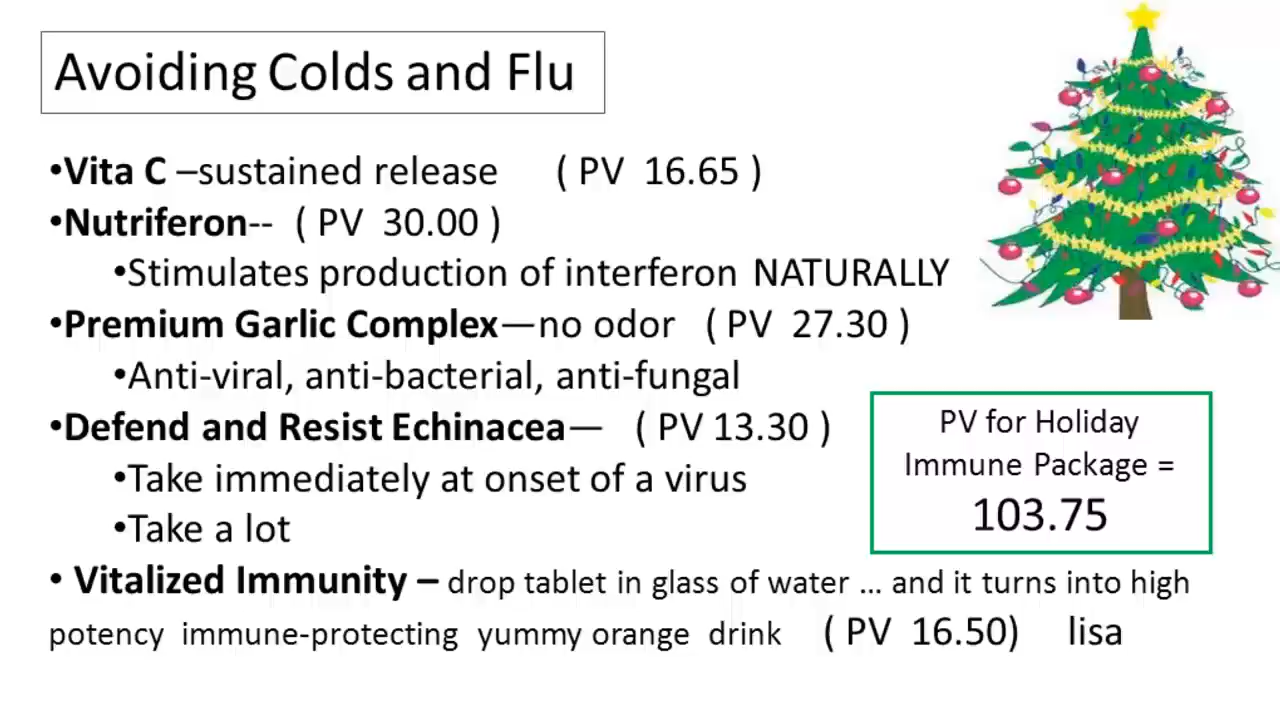 Avoiding Colds and Flu
•Vita C –sustained release ( PV 16.65 )
•Nutriferon-- ( PV 30.00 )
•Stimulates production of interferon NATURALLY
•Premium Garlic Complex—no odor ( PV 27.30 )
•Anti-viral, anti-bacterial, anti-fungal
•Defend and Resist Echinacea— ( PV 13.30 )
•Take immediately at onset of a virus
•Take a lot
• Vitalized Immunity – drop tablet in glass of water … and it turns into high
potency immune-protecting yummy orange drink ( PV 16.50) lisa
PV for Holiday
Immune Package =
103.75